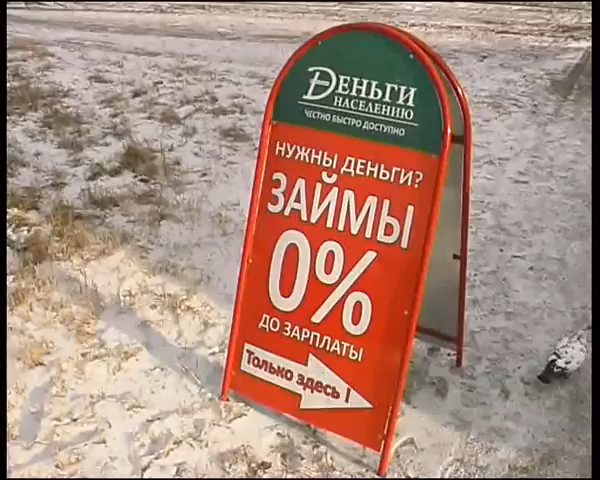 Деньги
населению
честно быстро доступно
Нужны деньги?
ЗАЙМЫ
0%
до зарплаты
Только здесь!